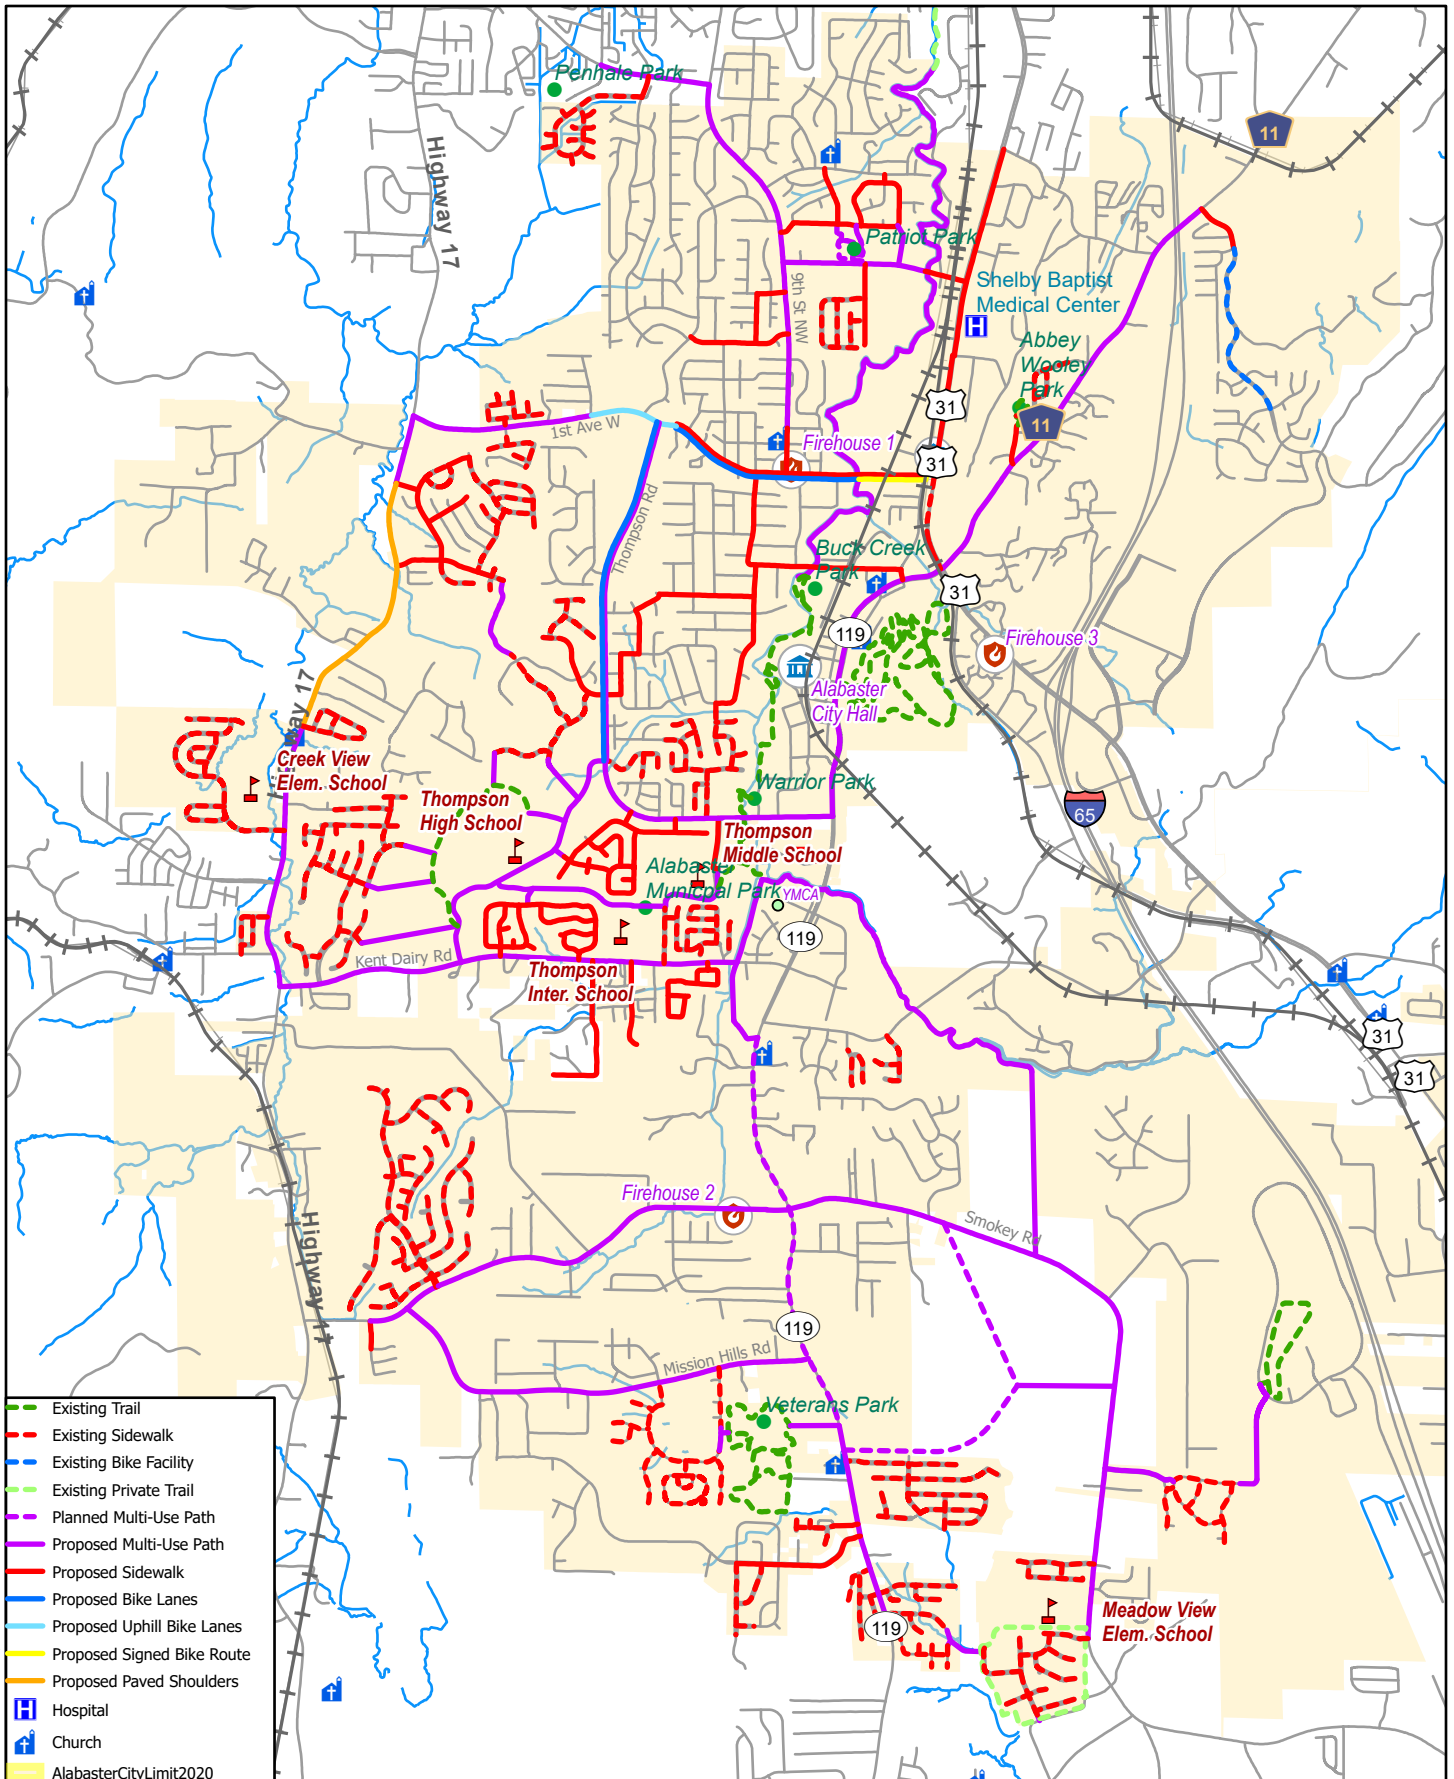 Penhale Park
11
Highway 17
Patriot Park
9th St. NW
Shelby Baptist
Medical Center
Abbey
Wooley
Park
31
11
1st Ave W
Firehouse 1
31
Thompson Rd
Buck Creek
Park
31
119
Firehouse 3
Alabaster
City Hall
Creek View
Elem. School
Warrior Park
Thompson
High School
65
Thompson
Middle School
Alabaster
Municpal Park
YMCA
119
Kent Dairy Rd
Thompson
Inter. School
31
31
Firehouse 2
Smokey Rd
Highway 17
119
Mission Hills Rd
Veterans Park
Meadow View
Elem. School
119
Existing Trail
Existing Sidewalk
Existing Bike Facility
Existing Private Trail
Planned Multi-Use Path
Proposed Multi-Use Path
Proposed Sidewalk
Proposed Bike Lanes
Proposed Uphill Bike Lanes
Proposed Signed Bike Route
Proposed Paved Shoulders
H Hospital
Church
AlabasterCityLimit2020